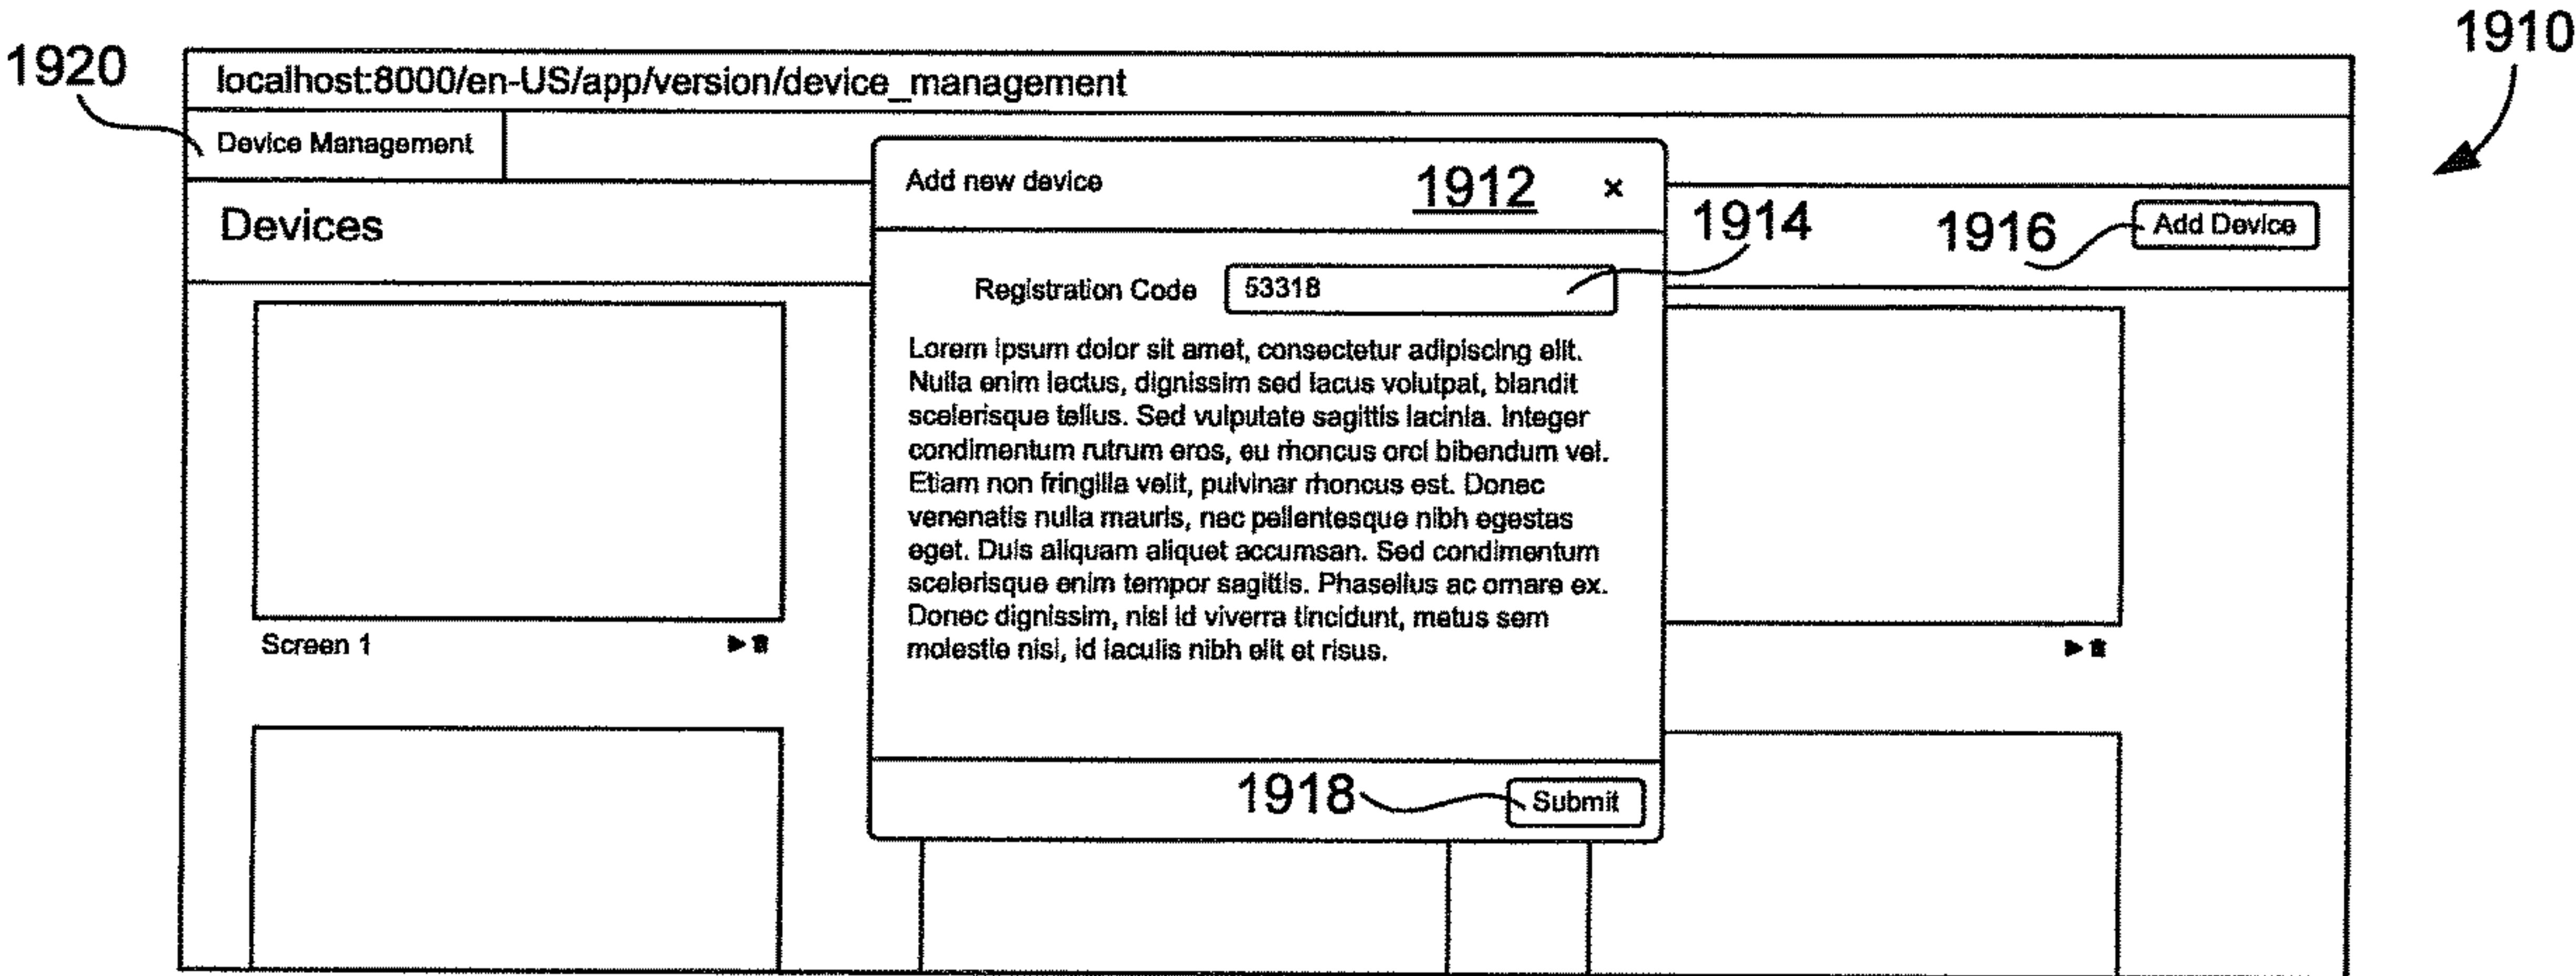 1920
1910
localhost:8000/en-US/app/version/device_management
Device Management
Add new device
1912
×
Devices
1914
1916
Add Device
Registration Code
53318
Lorem ipsum dolor sit amet, consectetur adipiscing elit.
Nulla enim lectus, dignissim sed lacus volutpat, blandit
scelerisque tellus. Sed vulputate sagittis lacinia. Integer
condimentum rutrum eros, eu rhoncus orci bibendum vel.
Etiam non fringilla velit, pulvinar rhoncus est. Donec
venenatis nulla mauris, nec pellentesque nibh egestas
eget. Duis aliquam aliquet accumsan. Sed condimentum
scelerisque enim tempor sagittis. Phasellus ac ornare ex.
Donec dignissim, nisl id viverra tincidunt, metus sem
molestie nisi, id iaculis nibh elit et risus.
Screen 1
1918
Submit